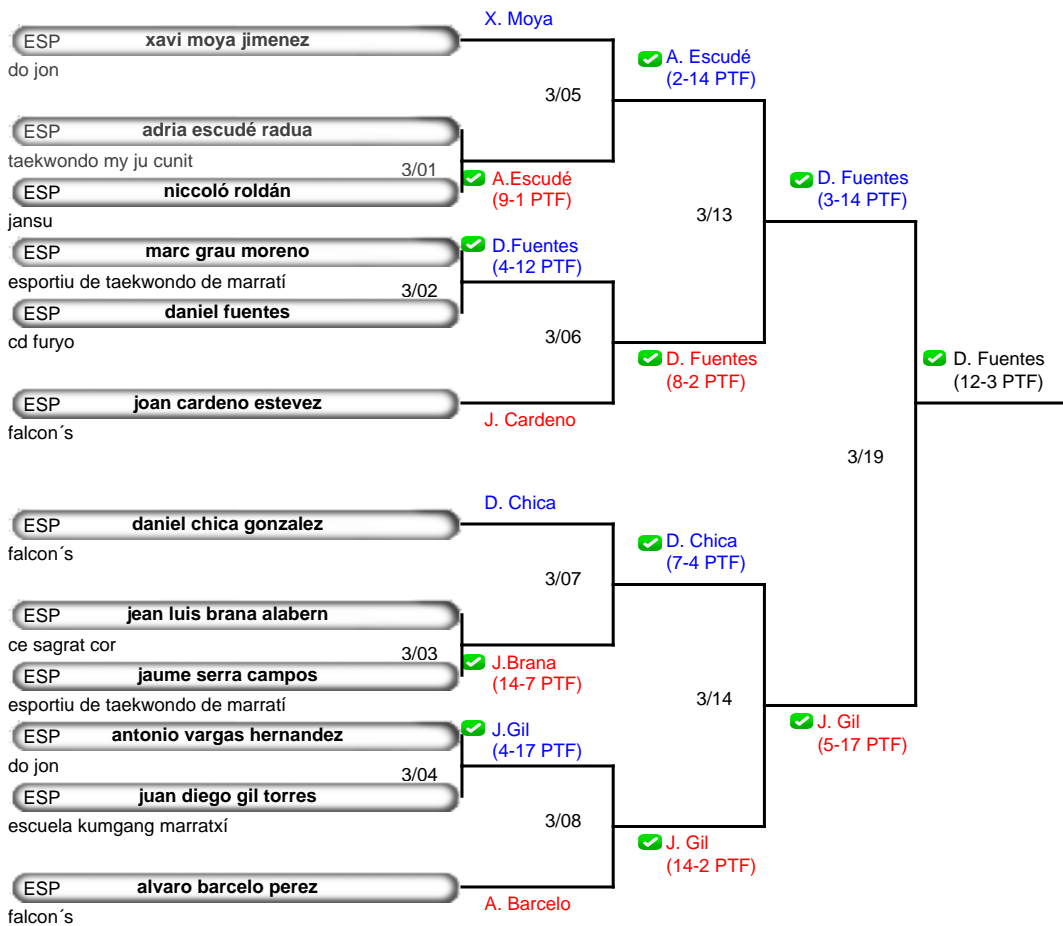 X. Moya
ESP xavi moya jimenez
do jon
3/05
A. Escudé
(2-14 PTF)
ESP adria escudé radua
taekwondo my ju cunit
3/01
A.Escudé
(9-1 PTF)
ESP niccoló roldán
jansu
3/13
D. Fuentes
(3-14 PTF)
ESP marc grau moreno
esportiu de taekwondo de marratí
D.Fuentes
(4-12 PTF)
3/02
ESP daniel fuentes
cd furyo
3/06
D. Fuentes
(8-2 PTF)
D. Fuentes
(12-3 PTF)
ESP joan cardeno estevez
falcon´s
J. Cardeno
3/19
D. Chica
ESP daniel chica gonzalez
falcon´s
D. Chica
(7-4 PTF)
3/07
ESP jean luis brana alabern
ce sagrat cor
3/03
J.Brana
(14-7 PTF)
ESP jaume serra campos
esportiu de taekwondo de marratí
3/14
J. Gil
(5-17 PTF)
ESP antonio vargas hernandez
do jon
J.Gil
(4-17 PTF)
3/04
ESP juan diego gil torres
escuela kumgang marratxí
3/08
J. Gil
(14-2 PTF)
ESP alvaro barcelo perez
falcon´s
A. Barcelo